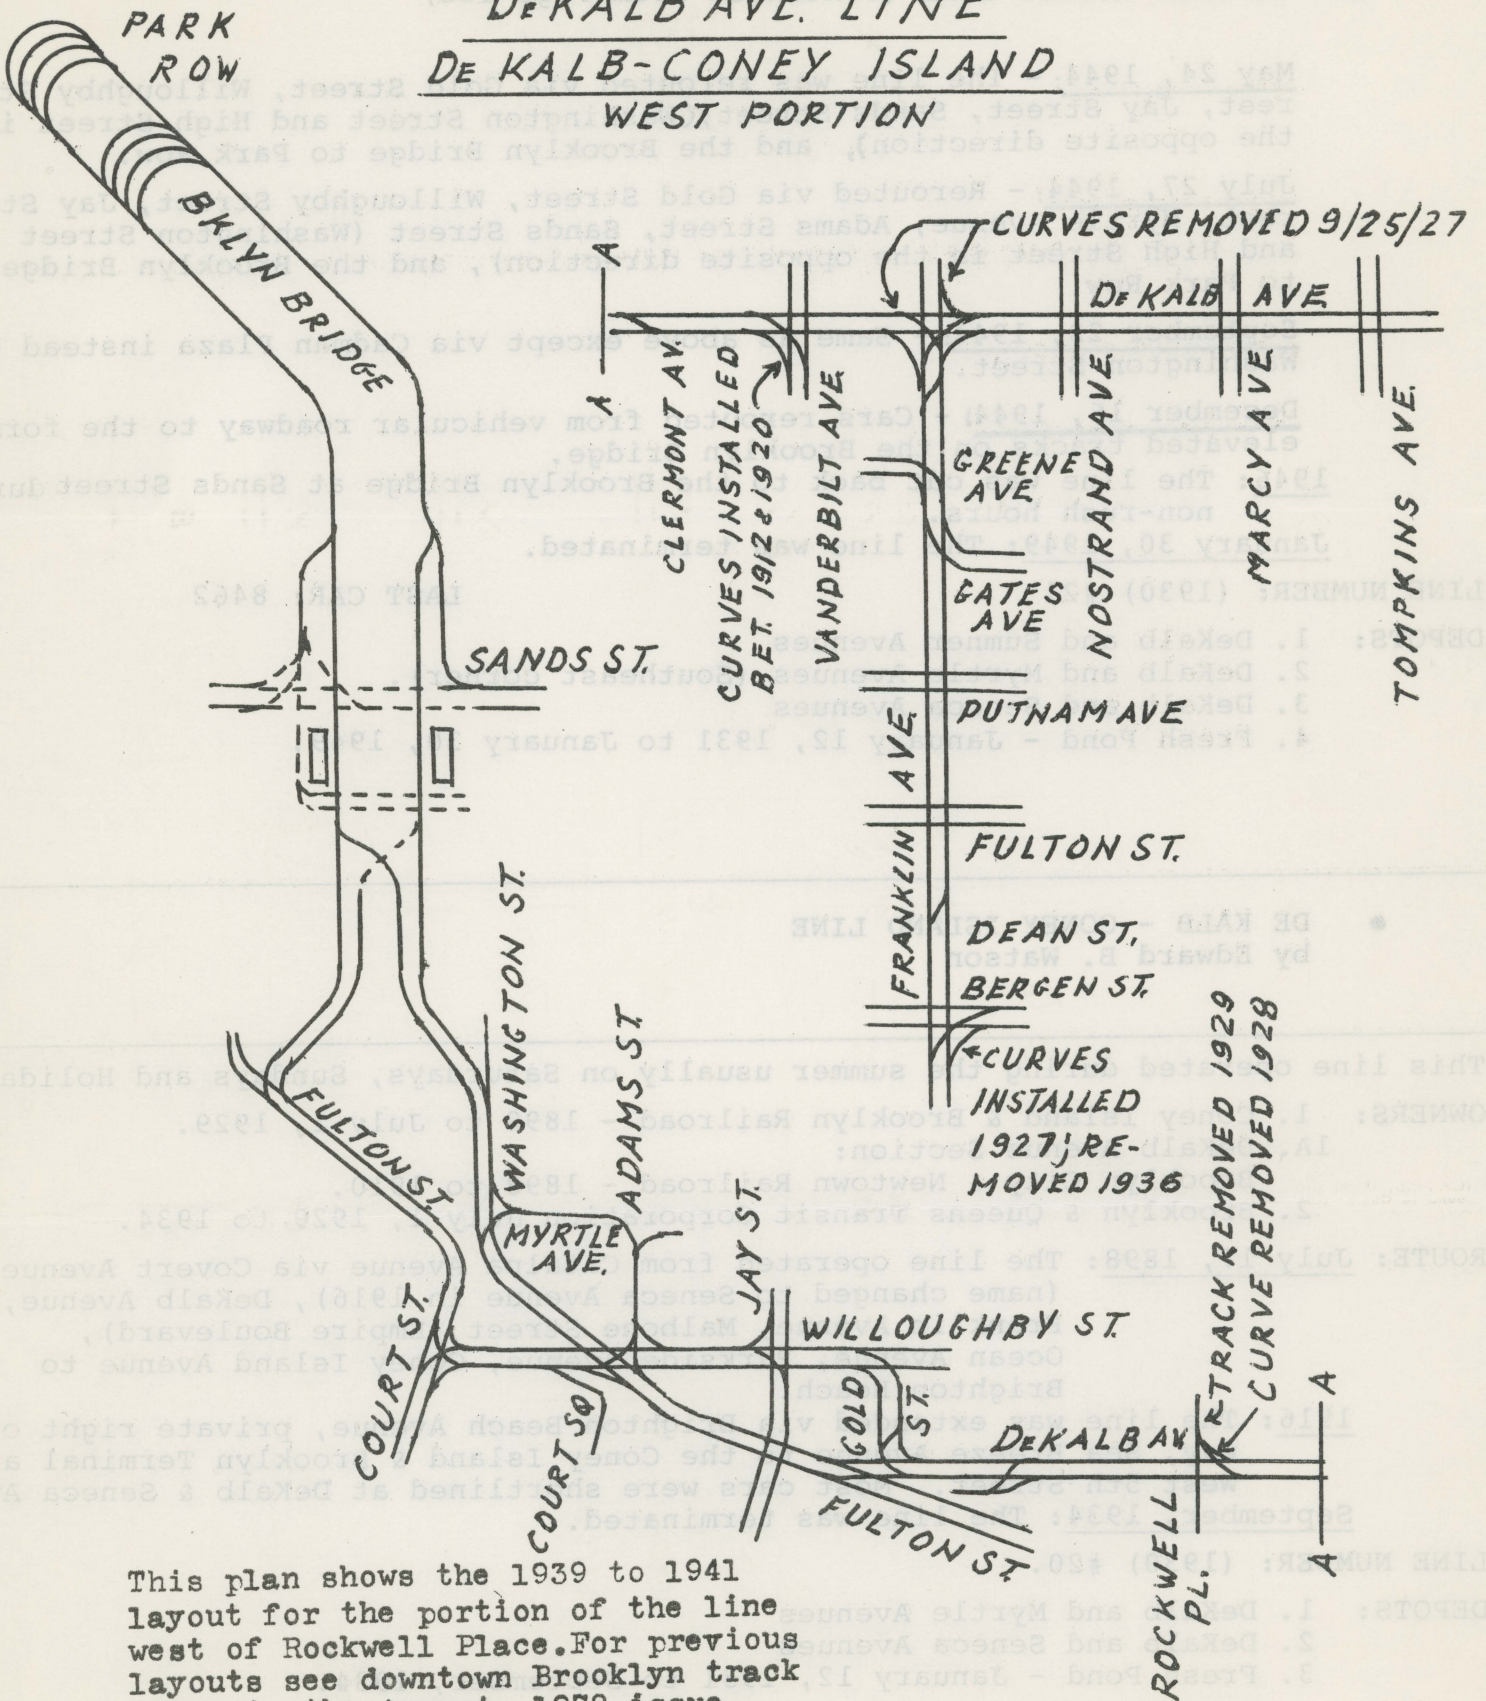 DeKALB AVE. LINE
DE KALB-CONEY ISLAND
WEST PORTION
PARK
ROW
BKLYN BRIDGE
CURVES REMOVED 9/25/27
A
A
DeKALB AVE
CLERMONT AV.
CURVES INSTALLED
BET. 1912 & 1920
VANDERBILT AVE.
GREENE
AVE
GATES
AVE
NOSTRAND AVE.
MARCY AVE.
TOMPKINS AVE.
SANDS ST.
PUTNAM AVE
FRANKLIN AVE.
FULTON ST.
DEAN ST.
BERGEN ST.
CURVES
INSTALLED
1927; RE-
MOVED 1936
WASHINGTON ST.
ADAMS ST.
FULTON ST.
MYRTLE
AVE.
JAY ST.
TRACK REMOVED 1929
CURVE REMOVED 1928
COURT ST.
WILLOUGHBY ST.
COURT SQ
GOLD
ST.
DEKALB AV.
A
A
FULTON ST.
ROCKWELL
PL.
This plan shows the 1939 to 1941
layout for the portion of the line
west of Rockwell Place.For previous
layouts see downtown Brooklyn track